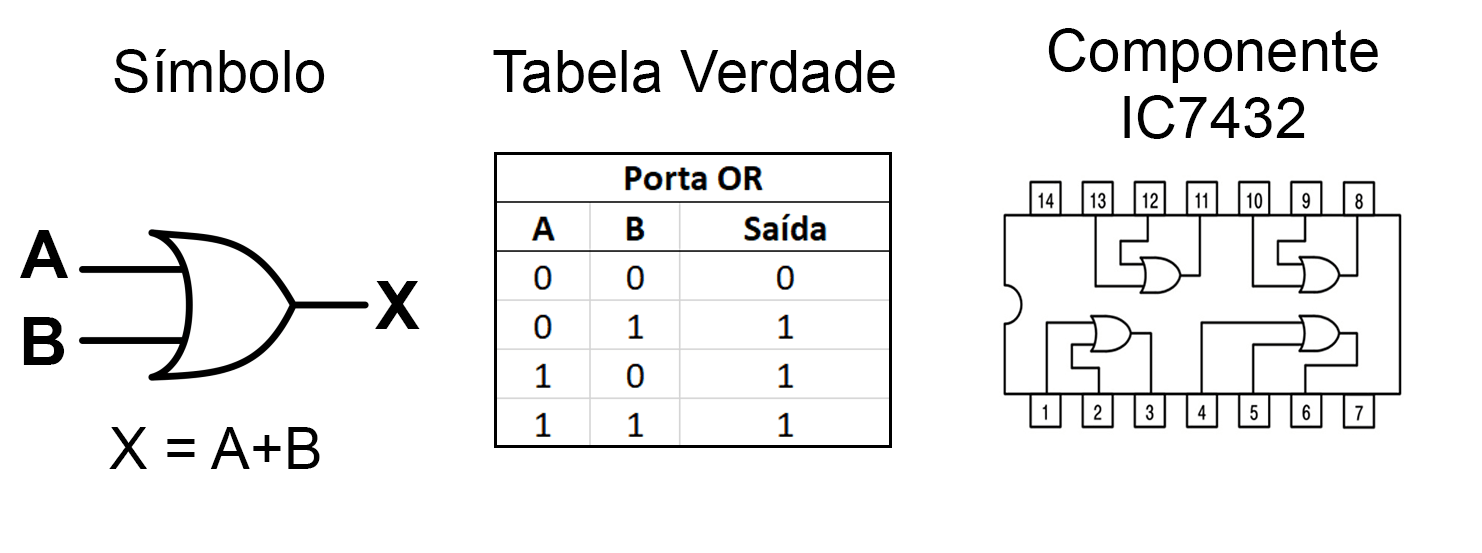 Símbolo
A
B
X
X = A+B
Tabela Verdade
Porta OR
A B Saída
0 0 0
0 1 1
1 0 1
1 1 1
Componente
IC7432
14 13 12 11 10 9 8
1 2 3 4 5 6 7